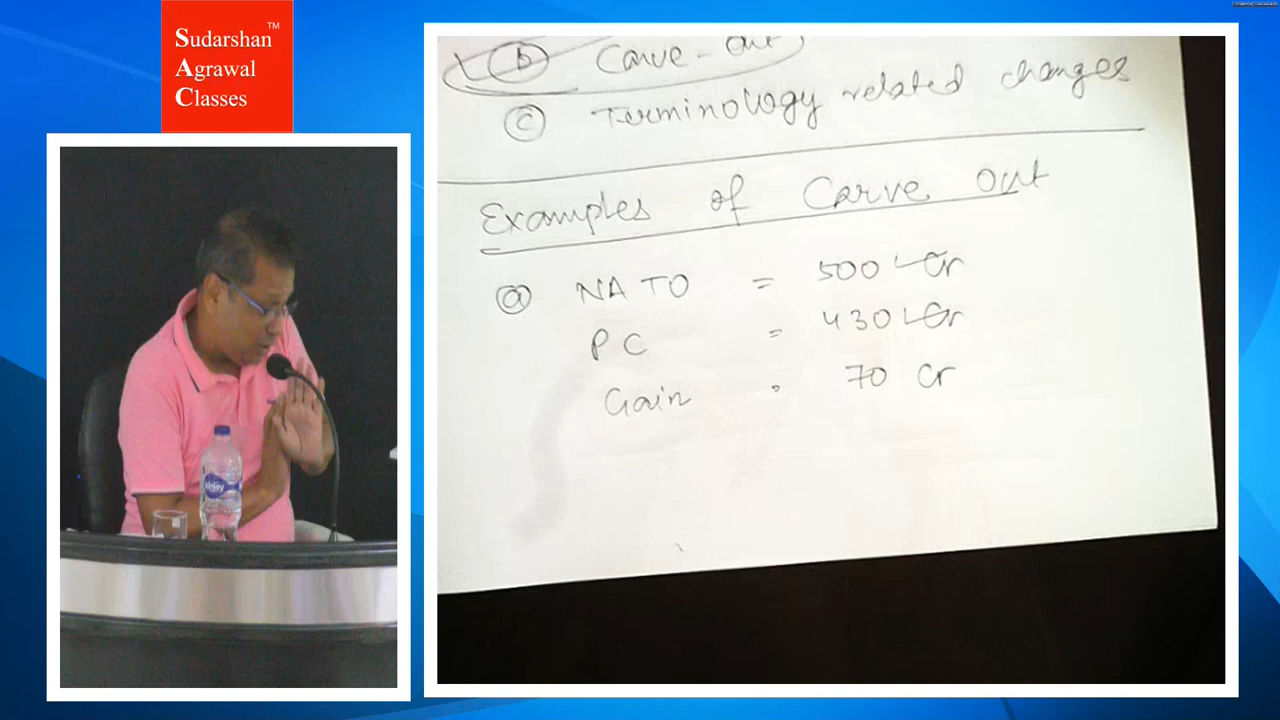 Sudarshan™
Agrawal
Classes
(b) Carve-Out
(c) Terminology related changes
Examples of Carve Out
(a) NATO = 500 Cr
PC = 430 Cr
Gain = 70 Cr